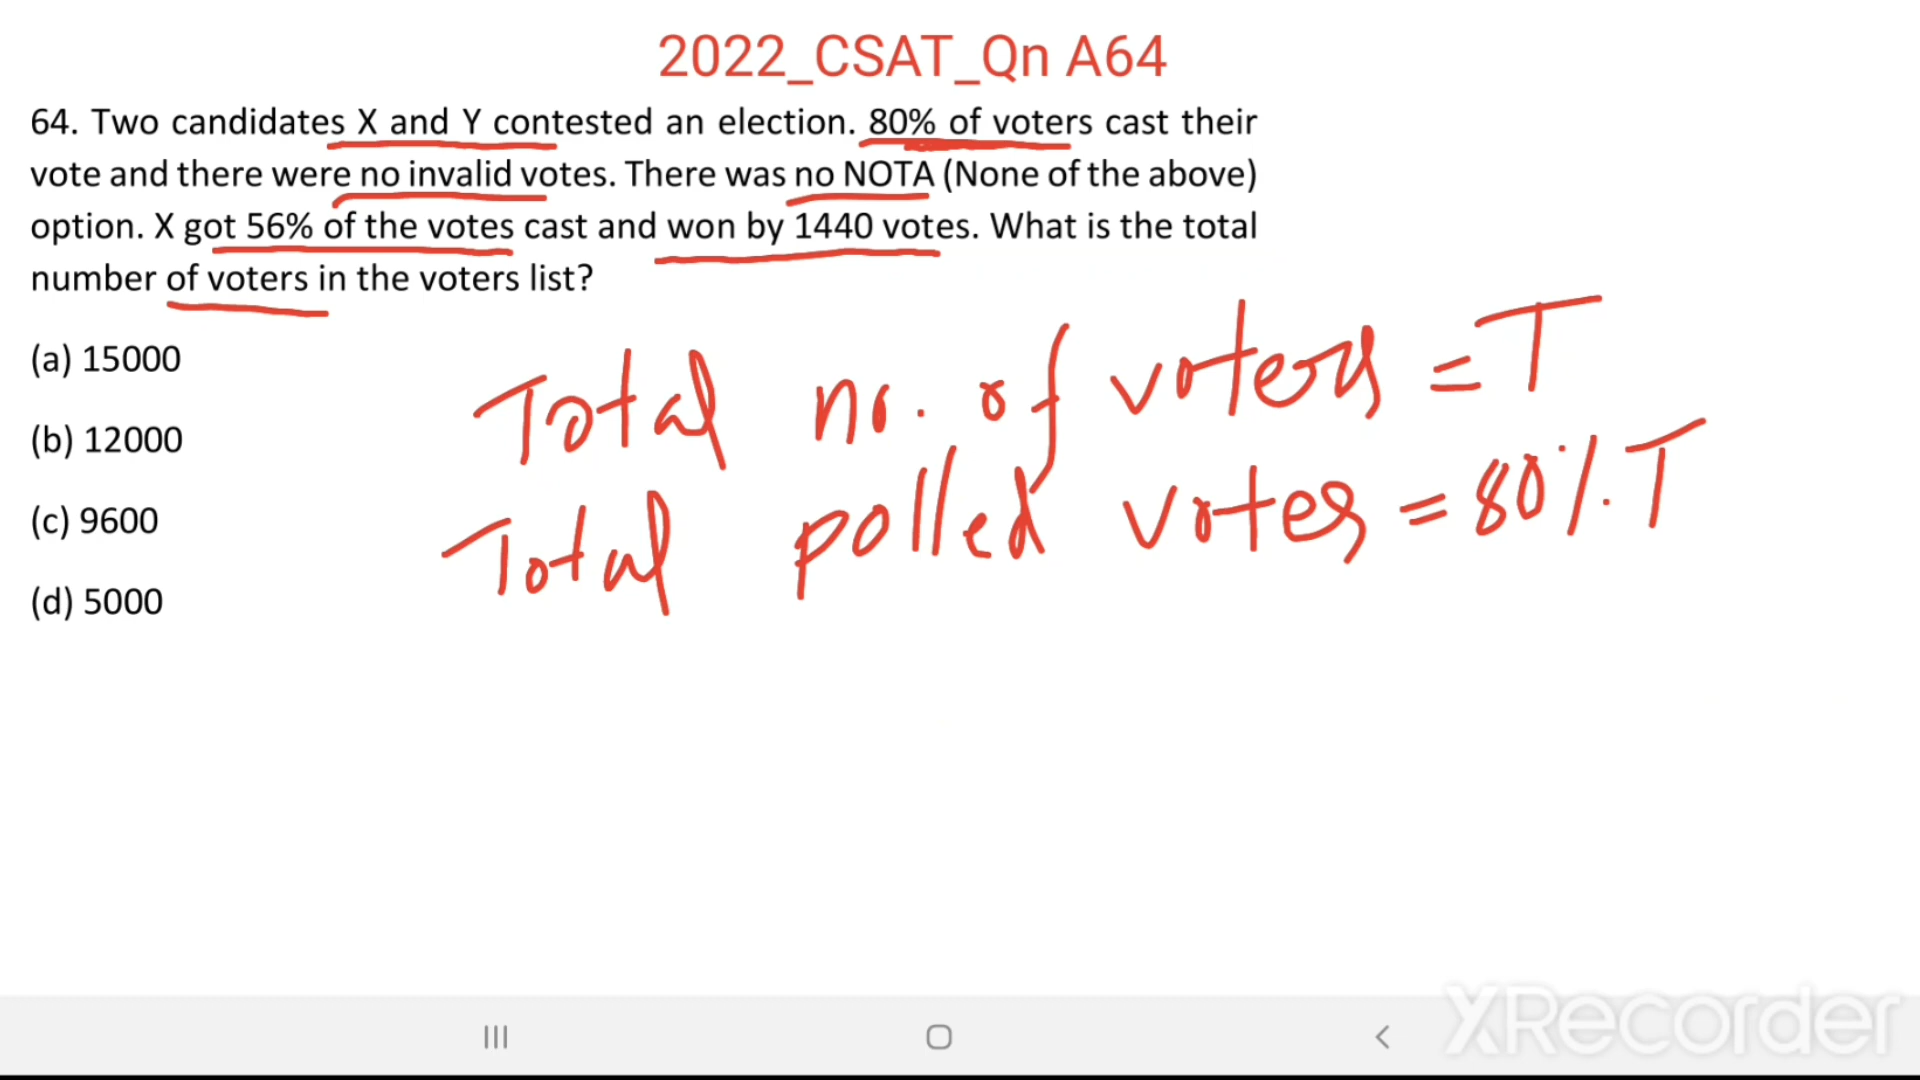 2022_CSAT_Qn A64
64. Two candidates X and Y contested an election. 80% of voters cast their
vote and there were no invalid votes. There was no NOTA (None of the above)
option. X got 56% of the votes cast and won by 1440 votes. What is the total
number of voters in the voters list?
(a) 15000
(b) 12000
(c) 9600
(d) 5000
Total no. of voters = T
Total polled votes = 80%. T
XRecorder